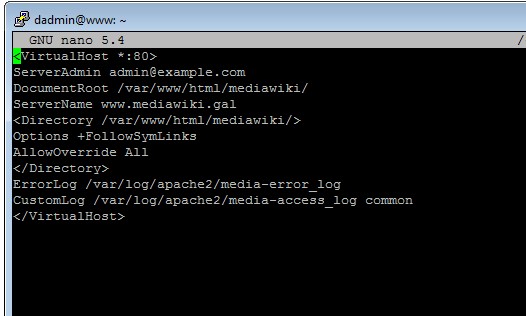 dadmin@www: ~
GNU nano 5.4 /
<VirtualHost *:80>
ServerAdmin admin@example.com
DocumentRoot /var/www/html/mediawiki/
ServerName www.mediawiki.gal
<Directory /var/www/html/mediawiki/>
Options +FollowSymLinks
AllowOverride All
</Directory>
ErrorLog /var/log/apache2/media-error_log
CustomLog /var/log/apache2/media-access_log common
</VirtualHost>